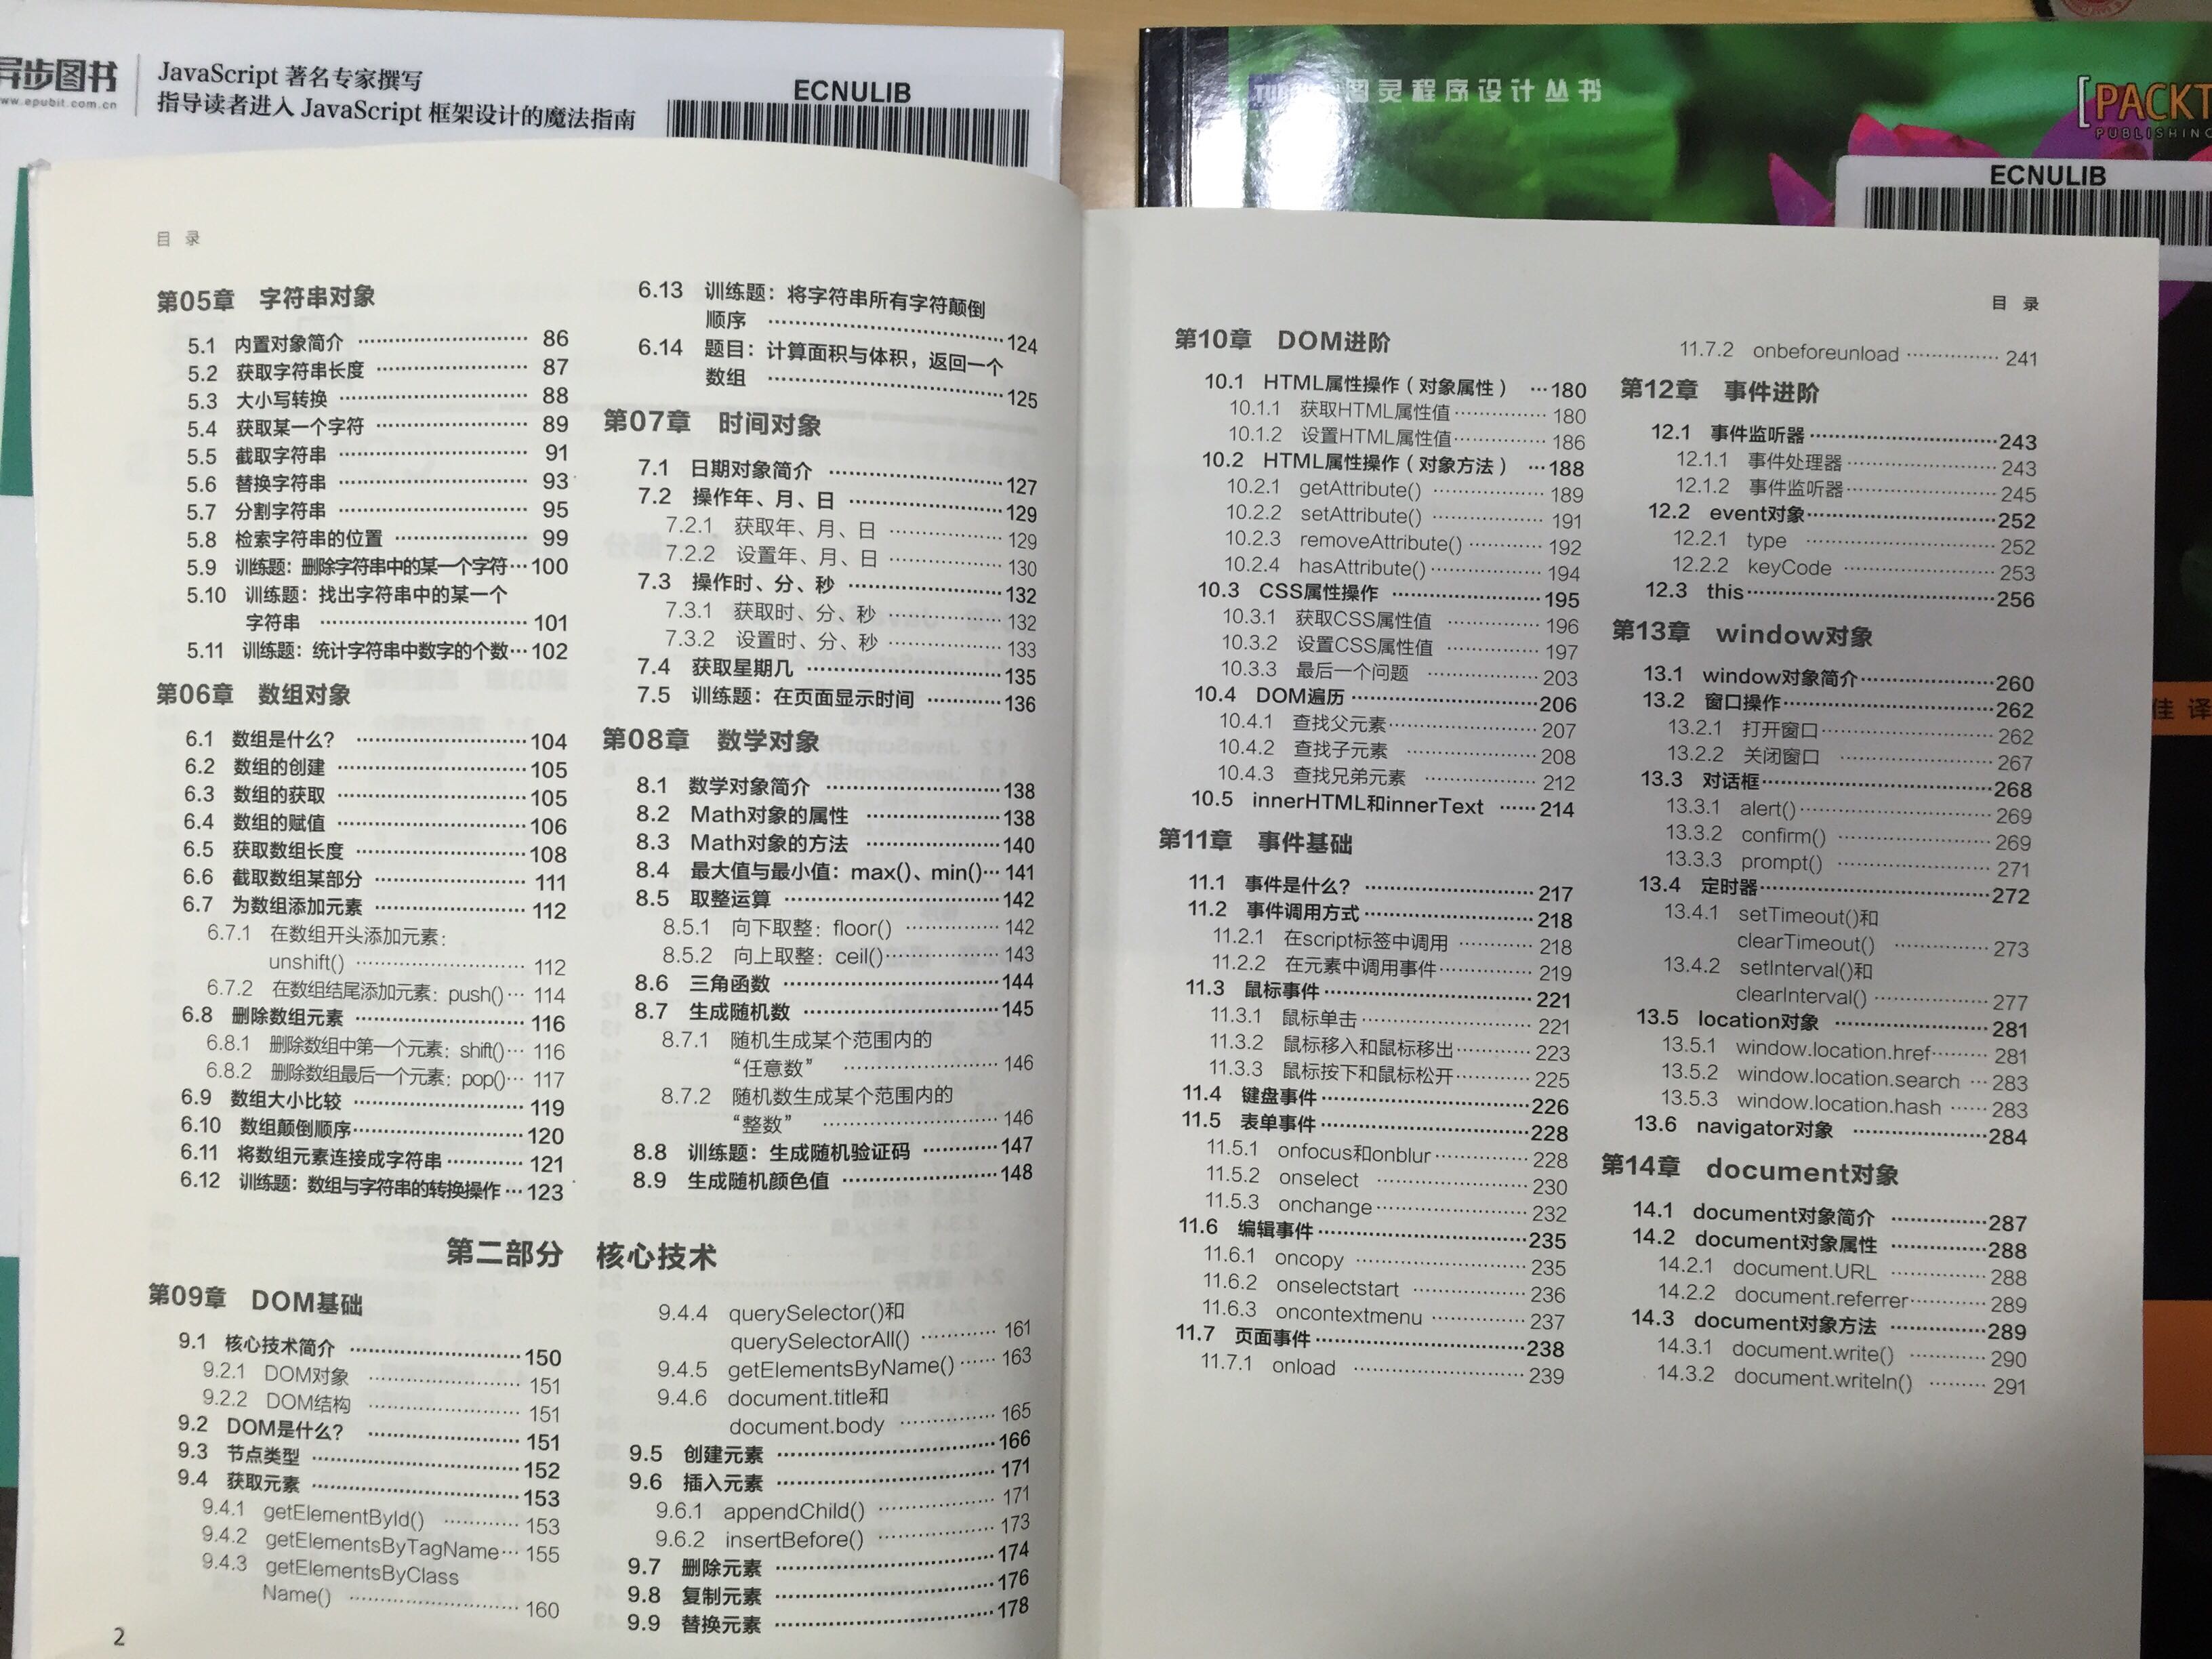 异步图书
www.epubit.com.cn
JavaScript 著名专家撰写
指导读者进入 JavaScript 框架设计的魔法指南
ECNULIB
图灵程序设计丛书
[PACKT
PUBLISHING
ECNULIB
佳 译
目 录
第05章 字符串对象
5.1 内置对象简介 86
5.2 获取字符串长度 87
5.3 大小写转换 88
5.4 获取某一个字符 89
5.5 截取字符串 91
5.6 替换字符串 93
5.7 分割字符串 95
5.8 检索字符串的位置 99
5.9 训练题：删除字符串中的某一个字符…100
5.10 训练题：找出字符串中的某一个
字符串 101
5.11 训练题：统计字符串中数字的个数…102
第06章 数组对象
6.1 数组是什么？ 104
6.2 数组的创建 105
6.3 数组的获取 105
6.4 数组的赋值 106
6.5 获取数组长度 108
6.6 截取数组某部分 111
6.7 为数组添加元素 112
6.7.1 在数组开头添加元素：
unshift() 112
6.7.2 在数组结尾添加元素：push()… 114
6.8 删除数组元素 116
6.8.1 删除数组中第一个元素：shift()… 116
6.8.2 删除数组最后一个元素：pop()… 117
6.9 数组大小比较 119
6.10 数组颠倒顺序 120
6.11 将数组元素连接成字符串 121
6.12 训练题：数组与字符串的转换操作…123
6.13 训练题：将字符串所有字符颠倒
顺序 124
6.14 题目：计算面积与体积，返回一个
数组 125
第07章 时间对象
7.1 日期对象简介 127
7.2 操作年、月、日 129
7.2.1 获取年、月、日 129
7.2.2 设置年、月、日 130
7.3 操作时、分、秒 132
7.3.1 获取时、分、秒 132
7.3.2 设置时、分、秒 133
7.4 获取星期几 135
7.5 训练题：在页面显示时间 136
第08章 数学对象
8.1 数学对象简介 138
8.2 Math对象的属性 138
8.3 Math对象的方法 140
8.4 最大值与最小值：max()、min()… 141
8.5 取整运算 142
8.5.1 向下取整：floor() 142
8.5.2 向上取整：ceil() 143
8.6 三角函数 144
8.7 生成随机数 145
8.7.1 随机生成某个范围内的
“任意数” 146
8.7.2 随机数生成某个范围内的
“整数” 146
8.8 训练题：生成随机验证码 147
8.9 生成随机颜色值 148
第二部分 核心技术
第09章 DOM基础
9.1 核心技术简介 150
9.2.1 DOM对象 151
9.2.2 DOM结构 151
9.2 DOM是什么？ 151
9.3 节点类型 152
9.4 获取元素 153
9.4.1 getElementById() 153
9.4.2 getElementsByTagName… 155
9.4.3 getElementsByClass
Name() 160
9.4.4 querySelector()和
querySelectorAll() 161
9.4.5 getElementsByName() 163
9.4.6 document.title和
document.body 165
9.5 创建元素 166
9.6 插入元素 171
9.6.1 appendChild() 171
9.6.2 insertBefore() 173
9.7 删除元素 174
9.8 复制元素 176
9.9 替换元素 178
2
目 录
第10章 DOM进阶
10.1 HTML属性操作（对象属性） …180
10.1.1 获取HTML属性值 180
10.1.2 设置HTML属性值 186
10.2 HTML属性操作（对象方法） …188
10.2.1 getAttribute() 189
10.2.2 setAttribute() 191
10.2.3 removeAttribute() 192
10.2.4 hasAttribute() 194
10.3 CSS属性操作 195
10.3.1 获取CSS属性值 196
10.3.2 设置CSS属性值 197
10.3.3 最后一个问题 203
10.4 DOM遍历 206
10.4.1 查找父元素 207
10.4.2 查找子元素 208
10.4.3 查找兄弟元素 212
10.5 innerHTML和innerText 214
第11章 事件基础
11.1 事件是什么？ 217
11.2 事件调用方式 218
11.2.1 在script标签中调用 218
11.2.2 在元素中调用事件 219
11.3 鼠标事件 221
11.3.1 鼠标单击 221
11.3.2 鼠标移入和鼠标移出 223
11.3.3 鼠标按下和鼠标松开 225
11.4 键盘事件 226
11.5 表单事件 228
11.5.1 onfocus和onblur 228
11.5.2 onselect 230
11.5.3 onchange 232
11.6 编辑事件 235
11.6.1 oncopy 235
11.6.2 onselectstart 236
11.6.3 oncontextmenu 237
11.7 页面事件 238
11.7.1 onload 239
11.7.2 onbeforeunload 241
第12章 事件进阶
12.1 事件监听器 243
12.1.1 事件处理器 243
12.1.2 事件监听器 245
12.2 event对象 252
12.2.1 type 252
12.2.2 keyCode 253
12.3 this 256
第13章 window对象
13.1 window对象简介 260
13.2 窗口操作 262
13.2.1 打开窗口 262
13.2.2 关闭窗口 267
13.3 对话框 268
13.3.1 alert() 269
13.3.2 confirm() 269
13.3.3 prompt() 271
13.4 定时器 272
13.4.1 setTimeout()和
clearTimeout() 273
13.4.2 setInterval()和
clearInterval() 277
13.5 location对象 281
13.5.1 window.location.href 281
13.5.2 window.location.search … 283
13.5.3 window.location.hash 283
13.6 navigator对象 284
第14章 document对象
14.1 document对象简介 287
14.2 document对象属性 288
14.2.1 document.URL 288
14.2.2 document.referrer 289
14.3 document对象方法 289
14.3.1 document.write() 290
14.3.2 document.writeln() 291